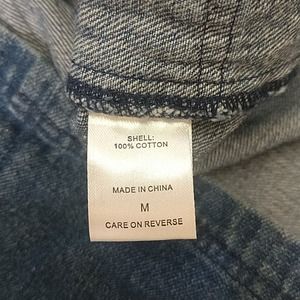 SHELL:
100% COTTON
MADE IN CHINA
M
CARE ON REVERSE